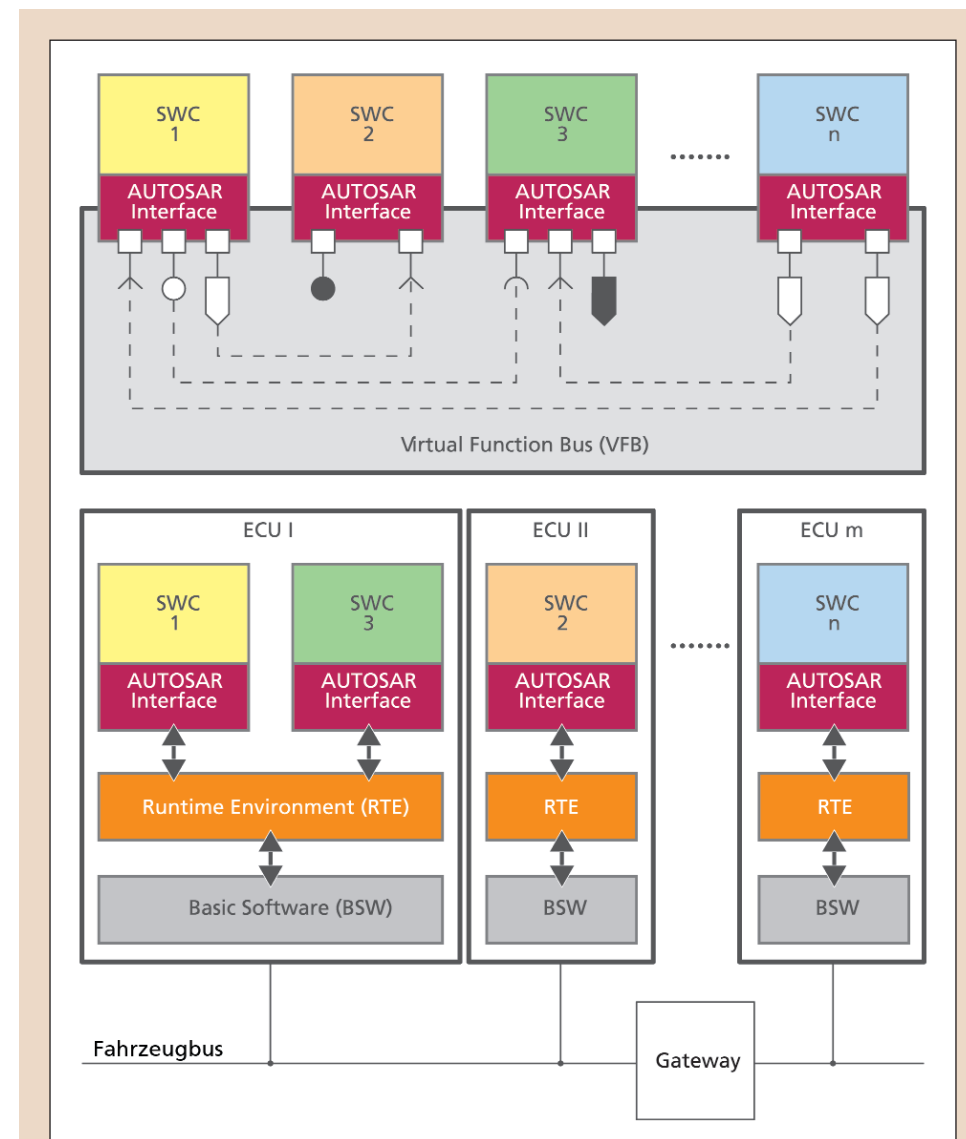 SWC
1
SWC
2
SWC
3
SWC
n
AUTOSAR
Interface
AUTOSAR
Interface
AUTOSAR
Interface
AUTOSAR
Interface
Virtual Function Bus (VFB)
ECU I
ECU II
ECU m
SWC
1
SWC
3
SWC
2
SWC
n
AUTOSAR
Interface
AUTOSAR
Interface
AUTOSAR
Interface
AUTOSAR
Interface
Runtime Environment (RTE)
RTE
RTE
Basic Software (BSW)
BSW
BSW
Fahrzeugbus
Gateway